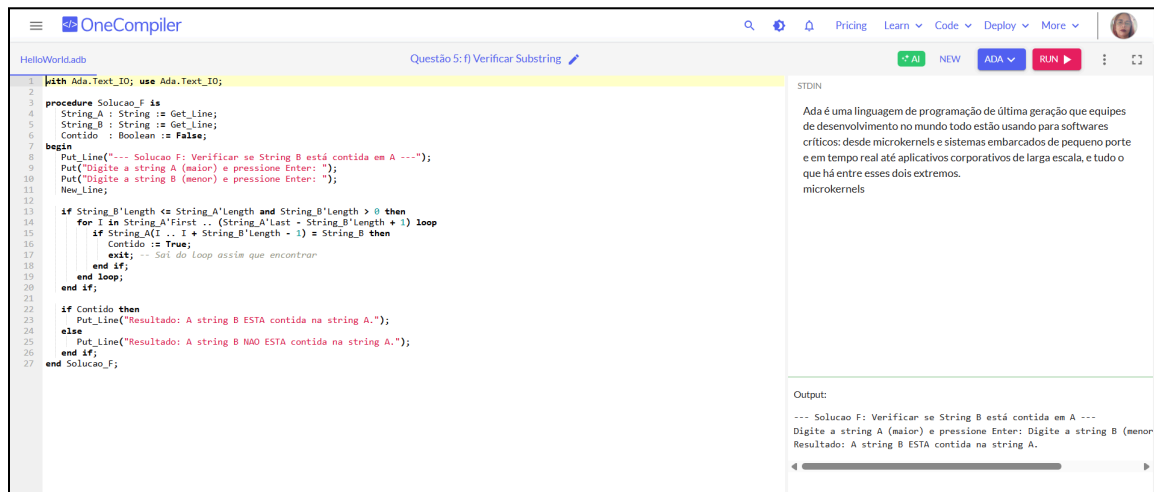 OneCompiler
Pricing Learn Code Deploy More
HelloWorld.adb
Questão 5: f) Verificar Substring
AI NEW ADA RUN
1 with Ada.Text_IO; use Ada.Text_IO;
2
3 procedure Solucao_F is
4 String_A : String := Get_Line;
5 String_B : String := Get_Line;
6 Contido : Boolean := False;
7 begin
8 Put_Line("--- Solucao F: Verificar se String B está contida em A ---");
9 Put("Digite a string A (maior) e pressione Enter: ");
10 Put("Digite a string B (menor) e pressione Enter: ");
11 New_Line;
12
13 if String_B'Length <= String_A'Length and String_B'Length > 0 then
14 for I in String_A'First .. (String_A'Last - String_B'Length + 1) loop
15 if String_A(I .. I + String_B'Length - 1) = String_B then
16 Contido := True;
17 exit; -- Sai do loop assim que encontrar
18 end if;
19 end loop;
20 end if;
21
22 if Contido then
23 Put_Line("Resultado: A string B ESTA contida na string A.");
24 else
25 Put_Line("Resultado: A string B NAO ESTA contida na string A.");
26 end if;
27 end Solucao_F;
STDIN
Ada é uma linguagem de programação de última geração que equipes
de desenvolvimento no mundo todo estão usando para softwares
críticos: desde microkernels e sistemas embarcados de pequeno porte
e em tempo real até aplicativos corporativos de larga escala, e tudo o
que há entre esses dois extremos.
microkernels
Output:
--- Solucao F: Verificar se String B está contida em A ---
Digite a string A (maior) e pressione Enter: Digite a string B (menor
Resultado: A string B ESTA contida na string A.